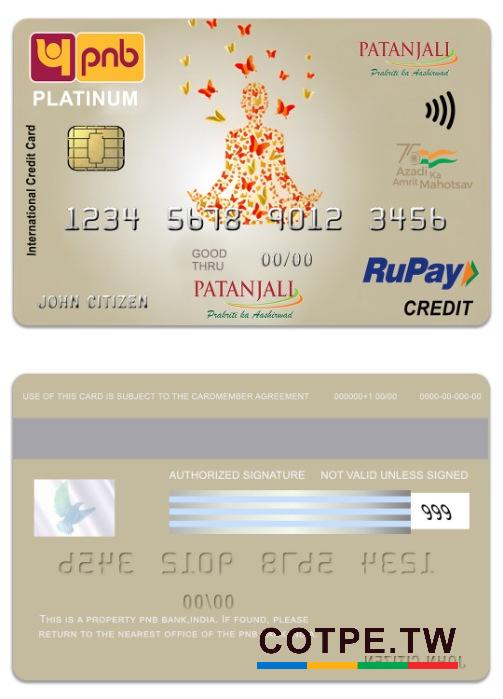 पpnb
PLATINUM
PATANJALI
Prakriti ka Aashirwad
International Credit Card
75
Azadi Ka
Amrit Mahotsav
1234 5678 9012 3456
GOOD
THRU
00/00
JOHN CITIZEN
PATANJALI
Prakriti ka Aashirwad
RuPay
CREDIT
USE OF THIS CARD IS SUBJECT TO THE CARDMEMBER AGREEMENT 000000+1 00/00 0000-00-000-00
AUTHORIZED SIGNATURE NOT VALID UNLESS SIGNED
999
1234 5678 9012 3456
00/00
THIS IS A PROPERTY PNB BANK,INDIA. IF FOUND, PLEASE
RETURN TO THE NEAREST OFFICE OF THE PNB
COTPE.TW
JOHN CITIZEN